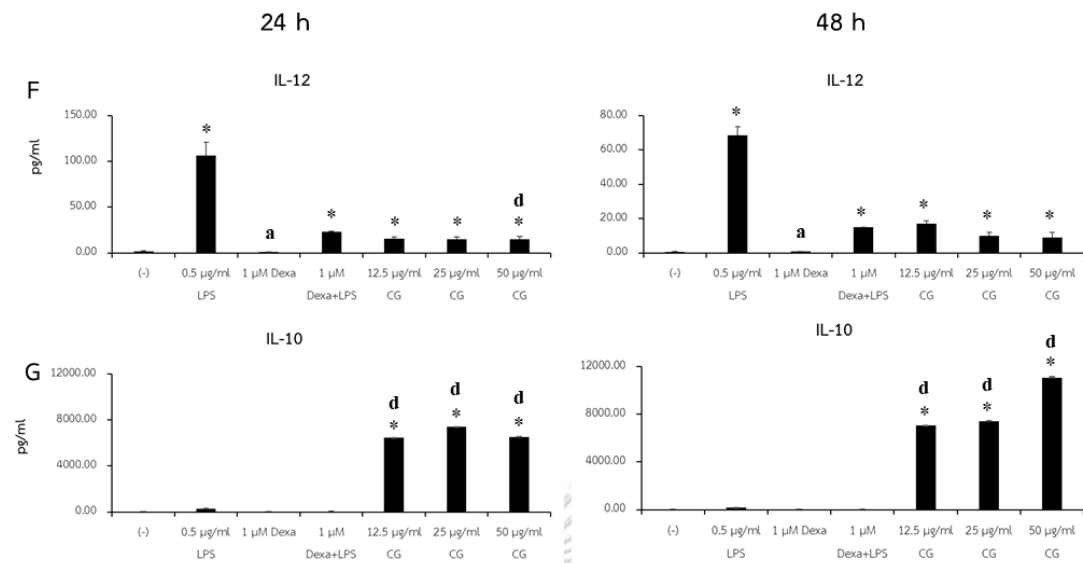 24 h
48 h
F
IL-12
pg/ml
150.00
100.00
50.00
0.00
*
a
*
*
*
d
*
(-)
0.5 µg/ml
1 µM Dexa
1 µM
12.5 µg/ml
25 µg/ml
50 µg/ml
LPS
Dexa+LPS
CG
CG
CG
IL-12
pg/ml
80.00
60.00
40.00
20.00
0.00
*
a
*
*
*
*
(-)
0.5 µg/ml
1 µM Dexa
1 µM
12.5 µg/ml
25 µg/ml
50 µg/ml
LPS
Dexa+LPS
CG
CG
CG
G
IL-10
pg/ml
12000.00
8000.00
4000.00
0.00
d
*
d
*
d
*
(-)
0.5 µg/ml
1 µM Dexa
1 µM
12.5 µg/ml
25 µg/ml
50 µg/ml
LPS
Dexa+LPS
CG
CG
CG
IL-10
pg/ml
12000.00
8000.00
4000.00
0.00
d
*
d
*
d
*
(-)
0.5 µg/ml
1 µM Dexa
1 µM
12.5 µg/ml
25 µg/ml
50 µg/ml
LPS
Dexa+LPS
CG
CG
CG